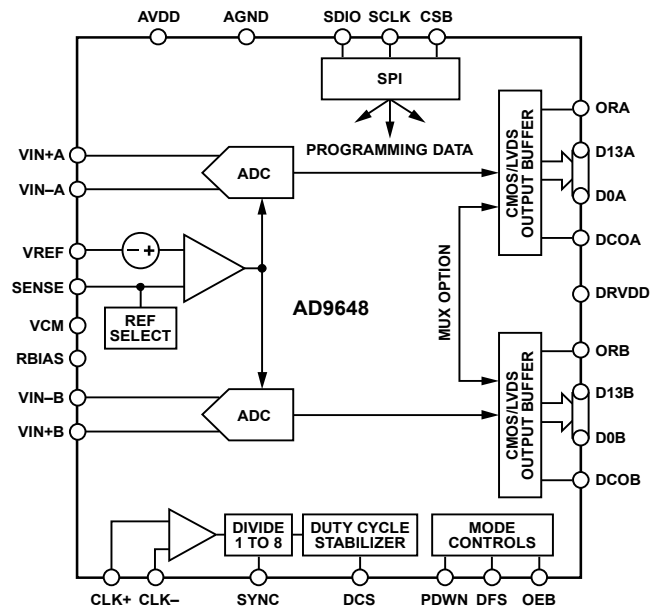 AVDD AGND SDIO SCLK CSB
SPI
PROGRAMMING DATA
VIN+A
VIN–A
ADC
CMOS/LVDS
OUTPUT BUFFER
ORA
D13A
D0A
DCOA
VREF
– +
SENSE
REF
SELECT
VCM
RBIAS
AD9648
MUX OPTION
DRVDD
VIN–B
VIN+B
ADC
CMOS/LVDS
OUTPUT BUFFER
ORB
D13B
D0B
DCOB
DIVIDE
1 TO 8
DUTY CYCLE
STABILIZER
MODE
CONTROLS
CLK+ CLK– SYNC DCS PDWN DFS OEB